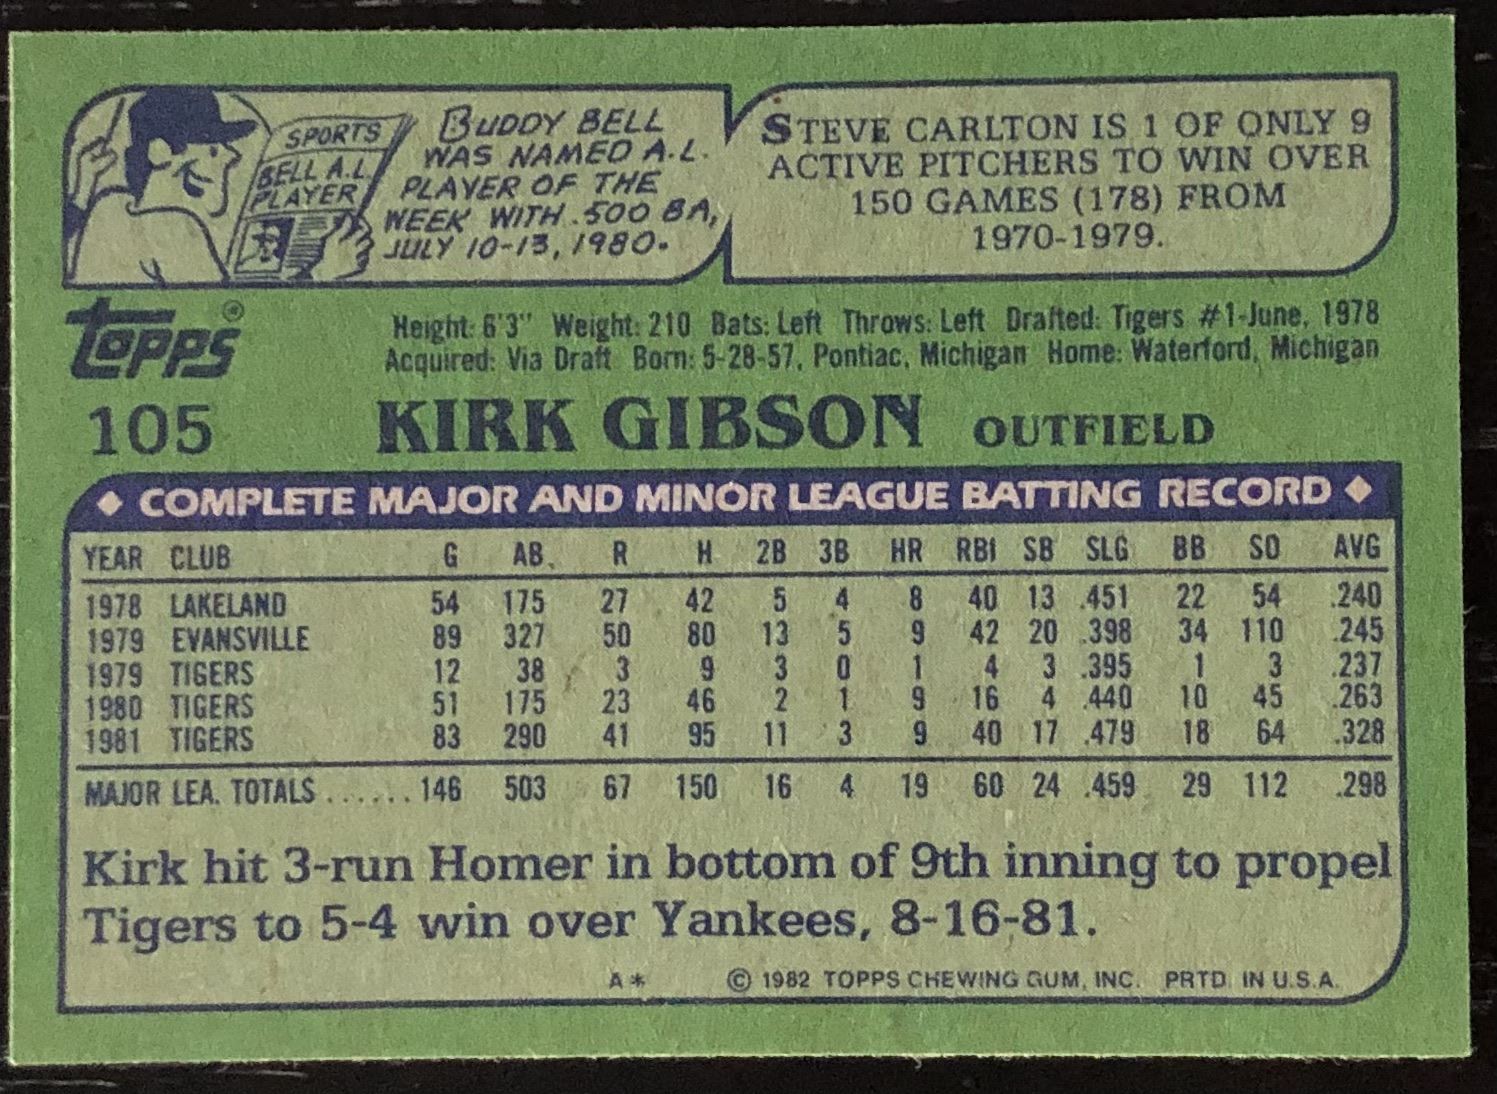 SPORTS
BELL A.L.
PLAYER
BUDDY BELL
WAS NAMED A.L.
PLAYER OF THE
WEEK WITH .500 BA,
JULY 10-13, 1980.
STEVE CARLTON IS 1 OF ONLY 9
ACTIVE PITCHERS TO WIN OVER
150 GAMES (178) FROM
1970-1979.
topps®
Height: 6'3" Weight: 210 Bats: Left Throws: Left Drafted: Tigers #1-June, 1978
Acquired: Via Draft Born: 5-28-57, Pontiac, Michigan Home: Waterford, Michigan
105 KIRK GIBSON OUTFIELD
◆ COMPLETE MAJOR AND MINOR LEAGUE BATTING RECORD ◆
YEAR CLUB G AB. R H 2B 3B HR RBI SB SLG BB SO AVG
1978 LAKELAND 54 175 27 42 5 4 8 40 13 .451 22 54 .240
1979 EVANSVILLE 89 327 50 80 13 5 9 42 20 .398 34 110 .245
1979 TIGERS 12 38 3 9 3 0 1 4 3 .395 1 3 .237
1980 TIGERS 51 175 23 46 2 1 9 16 4 .440 10 45 .263
1981 TIGERS 83 290 41 95 11 3 9 40 17 .479 18 64 .328
MAJOR LEA. TOTALS ...... 146 503 67 150 16 4 19 60 24 .459 29 112 .298
Kirk hit 3-run Homer in bottom of 9th inning to propel
Tigers to 5-4 win over Yankees, 8-16-81.
A* © 1982 TOPPS CHEWING GUM, INC. PRTD. IN U.S.A.